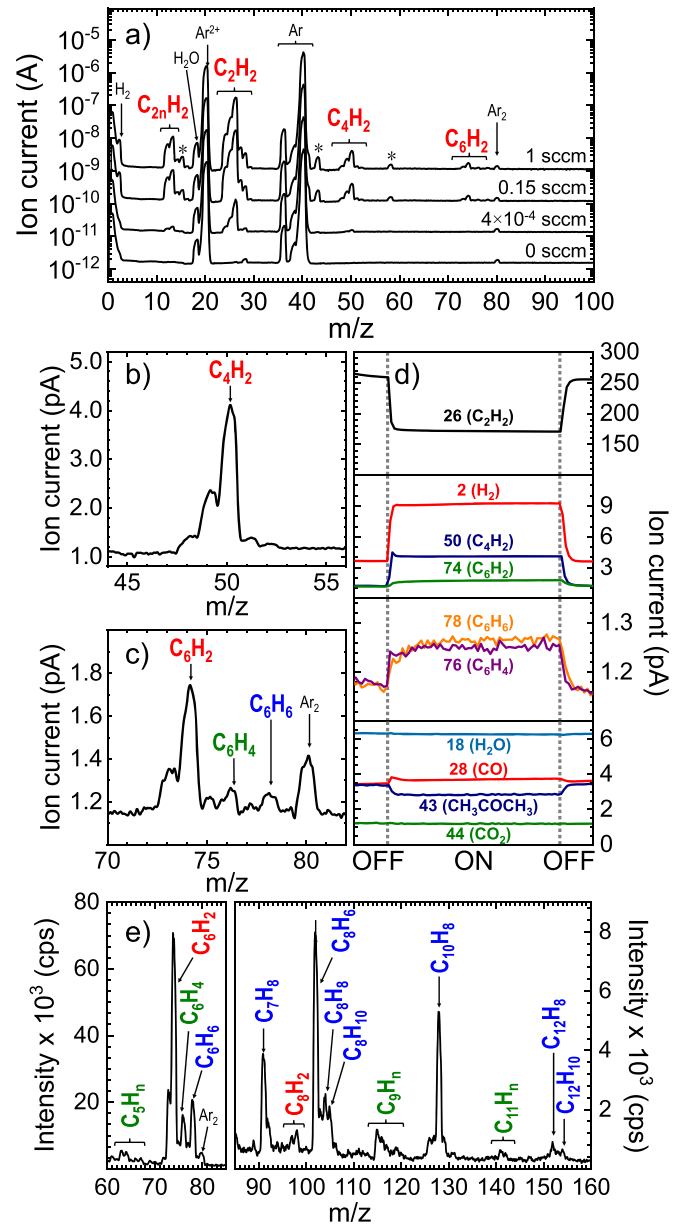 a)
Ion current (A)
10⁻⁵
10⁻⁶
10⁻⁷
10⁻⁸
10⁻⁹
10⁻¹⁰
10⁻¹¹
10⁻¹²
H₂
C₂ₙH₂
*
H₂O
Ar²⁺
C₂H₂
Ar
*
C₄H₂
*
C₆H₂
Ar₂
1 sccm
0.15 sccm
4×10⁻⁴ sccm
0 sccm
0 10 20 30 40 50 60 70 80 90 100
m/z
b)
Ion current (pA)
5.0
4.0
3.0
2.0
1.0
C₄H₂
45 50 55
m/z
c)
Ion current (pA)
1.8
1.6
1.4
1.2
C₆H₂
C₆H₄
C₆H₆
Ar₂
70 75 80
m/z
d)
26 (C₂H₂)
300
250
200
150
2 (H₂)
50 (C₄H₂)
74 (C₆H₂)
9
6
3
78 (C₆H₆)
76 (C₆H₄)
1.3
1.2
18 (H₂O)
28 (CO)
43 (CH₃COCH₃)
44 (CO₂)
6
4
2
0
Ion current (pA)
OFF ON OFF
e)
Intensity x 10³ (cps)
80
60
40
20
C₅Hₙ
C₆H₂
C₆H₄
C₆H₆
Ar₂
60 70 80
C₇H₈
C₈H₂
C₈H₆
C₈H₈
C₈H₁₀
C₉Hₙ
C₁₀H₈
C₁₁Hₙ
C₁₂H₈
C₁₂H₁₀
8
6
4
2
Intensity x 10³ (cps)
90 100 110 120 130 140 150 160
m/z